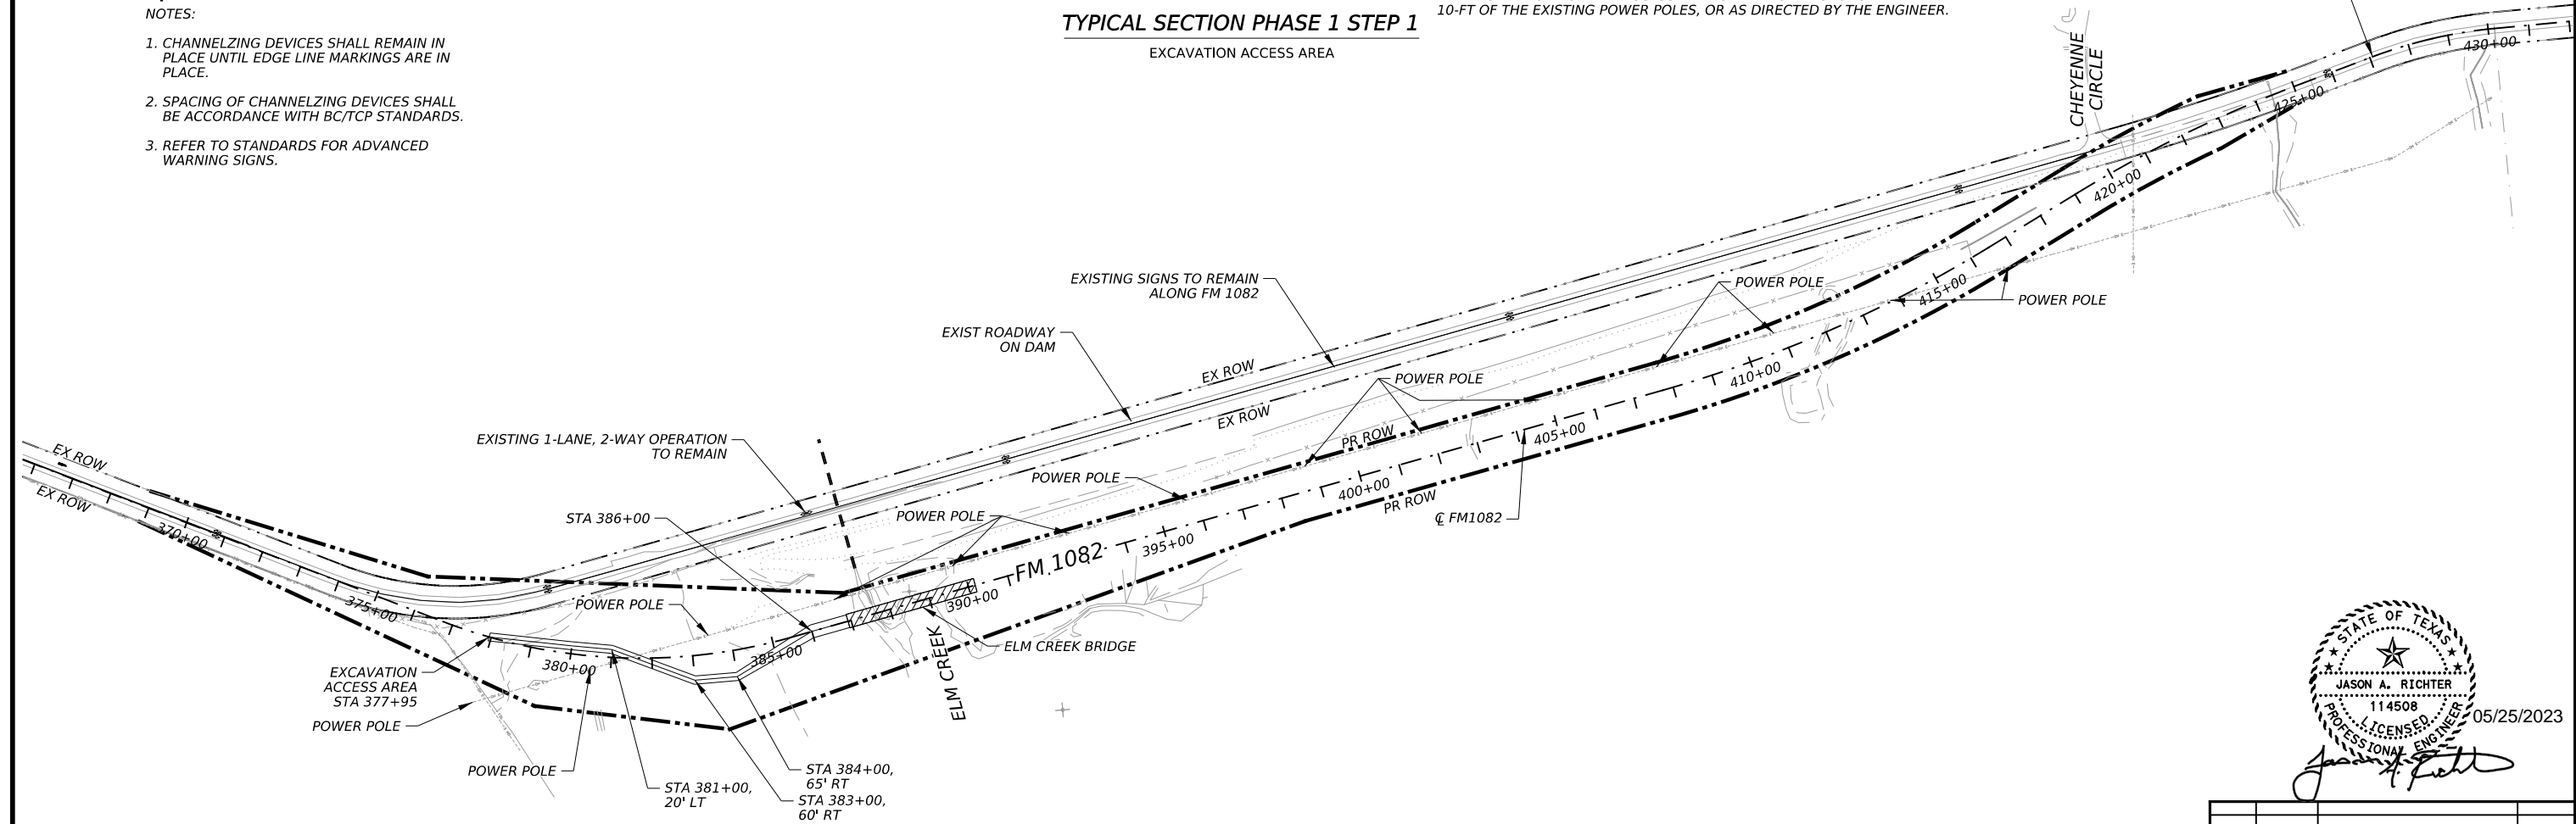 NOTES:
1. CHANNELZING DEVICES SHALL REMAIN IN
PLACE UNTIL EDGE LINE MARKINGS ARE IN
PLACE.
2. SPACING OF CHANNELZING DEVICES SHALL
BE ACCORDANCE WITH BC/TCP STANDARDS.
3. REFER TO STANDARDS FOR ADVANCED
WARNING SIGNS.
TYPICAL SECTION PHASE 1 STEP 1
EXCAVATION ACCESS AREA
10-FT OF THE EXISTING POWER POLES, OR AS DIRECTED BY THE ENGINEER.
CHEYENNE
CIRCLE
430+00
425+00
420+00
415+00
POWER POLE
POWER POLE
EXISTING SIGNS TO REMAIN
ALONG FM 1082
EXIST ROADWAY
ON DAM
EX ROW
EX ROW
POWER POLE
410+00
405+00
PR ROW
EXISTING 1-LANE, 2-WAY OPERATION
TO REMAIN
POWER POLE
400+00
PR ROW
℄ FM1082
EX ROW
EX ROW
370+00
STA 386+00
POWER POLE
395+00
FM 1082
390+00
375+00
POWER POLE
ELM CREEK BRIDGE
ELM CREEK
385+00
380+00
EXCAVATION
ACCESS AREA
STA 377+95
POWER POLE
POWER POLE
STA 381+00,
20' LT
STA 384+00,
65' RT
STA 383+00,
60' RT
STATE OF TEXAS
JASON A. RICHTER
114508
LICENSED
PROFESSIONAL ENGINEER
05/25/2023